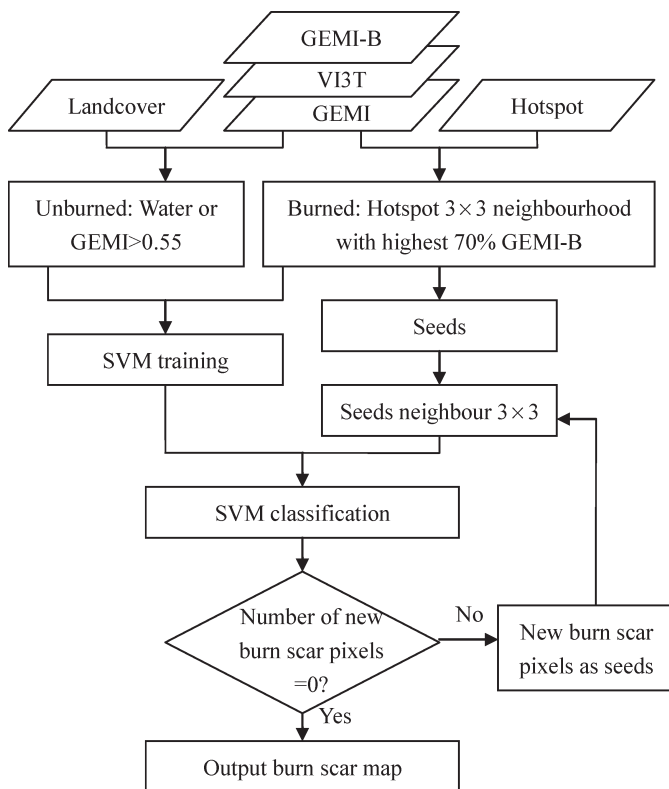 GEMI-B
VI3T
GEMI
Landcover
Hotspot
Unburned: Water or
GEMI>0.55
Burned: Hotspot 3×3 neighbourhood
with highest 70% GEMI-B
Seeds
SVM training
Seeds neighbour 3×3
SVM classification
Number of new
burn scar pixels
=0?
No
New burn scar
pixels as seeds
Yes
Output burn scar map